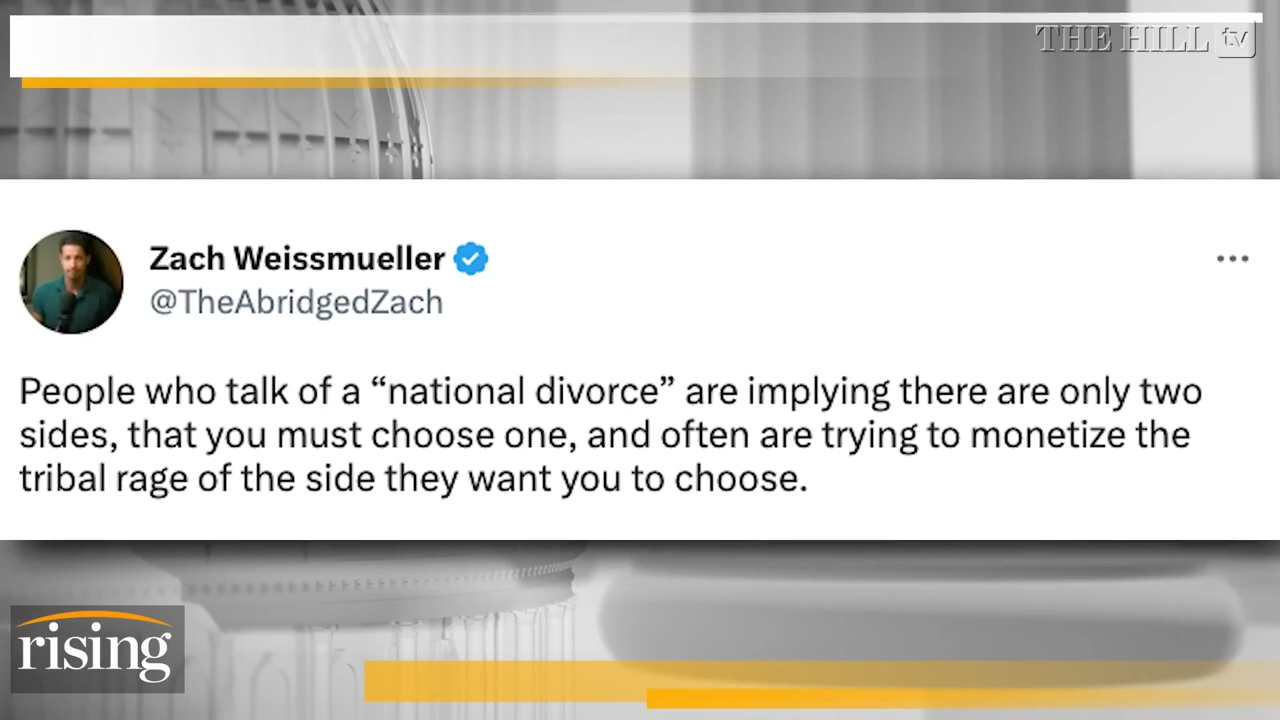 THE HILL tv
Zach Weissmueller
@TheAbridgedZach
People who talk of a “national divorce” are implying there are only two
sides, that you must choose one, and often are trying to monetize the
tribal rage of the side they want you to choose.
rising